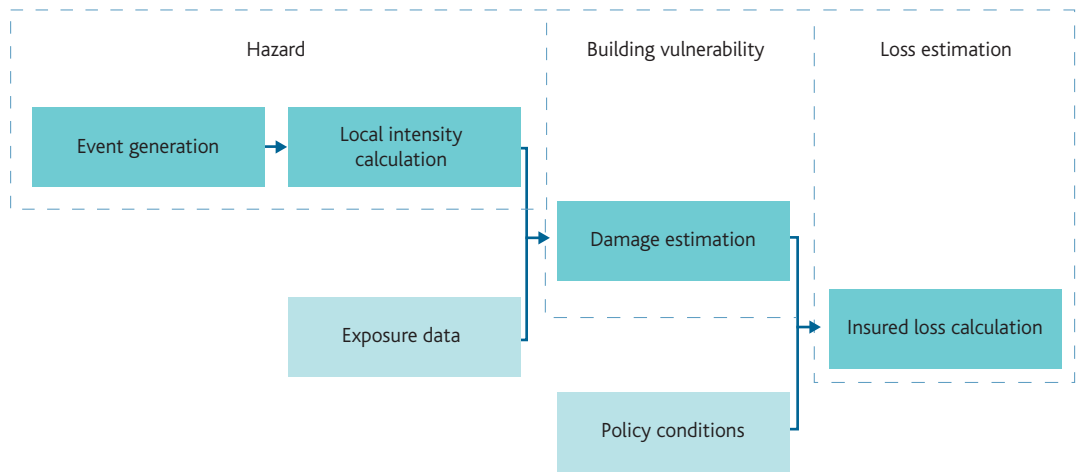 Hazard
Building vulnerability
Loss estimation
Event generation
Local intensity
calculation
Damage estimation
Exposure data
Insured loss calculation
Policy conditions